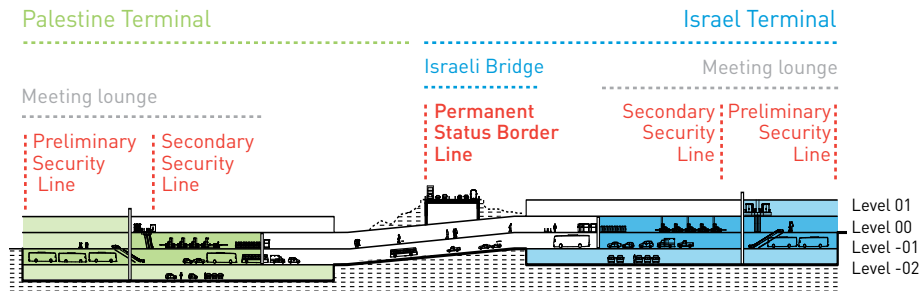 Palestine Terminal
Israel Terminal
Israeli Bridge
Meeting lounge
Meeting lounge
Preliminary
Security
Line
Secondary
Security
Line
Permanent
Status Border
Line
Secondary
Security
Line
Preliminary
Security
Line
Level 01
Level 00
Level -01
Level -02